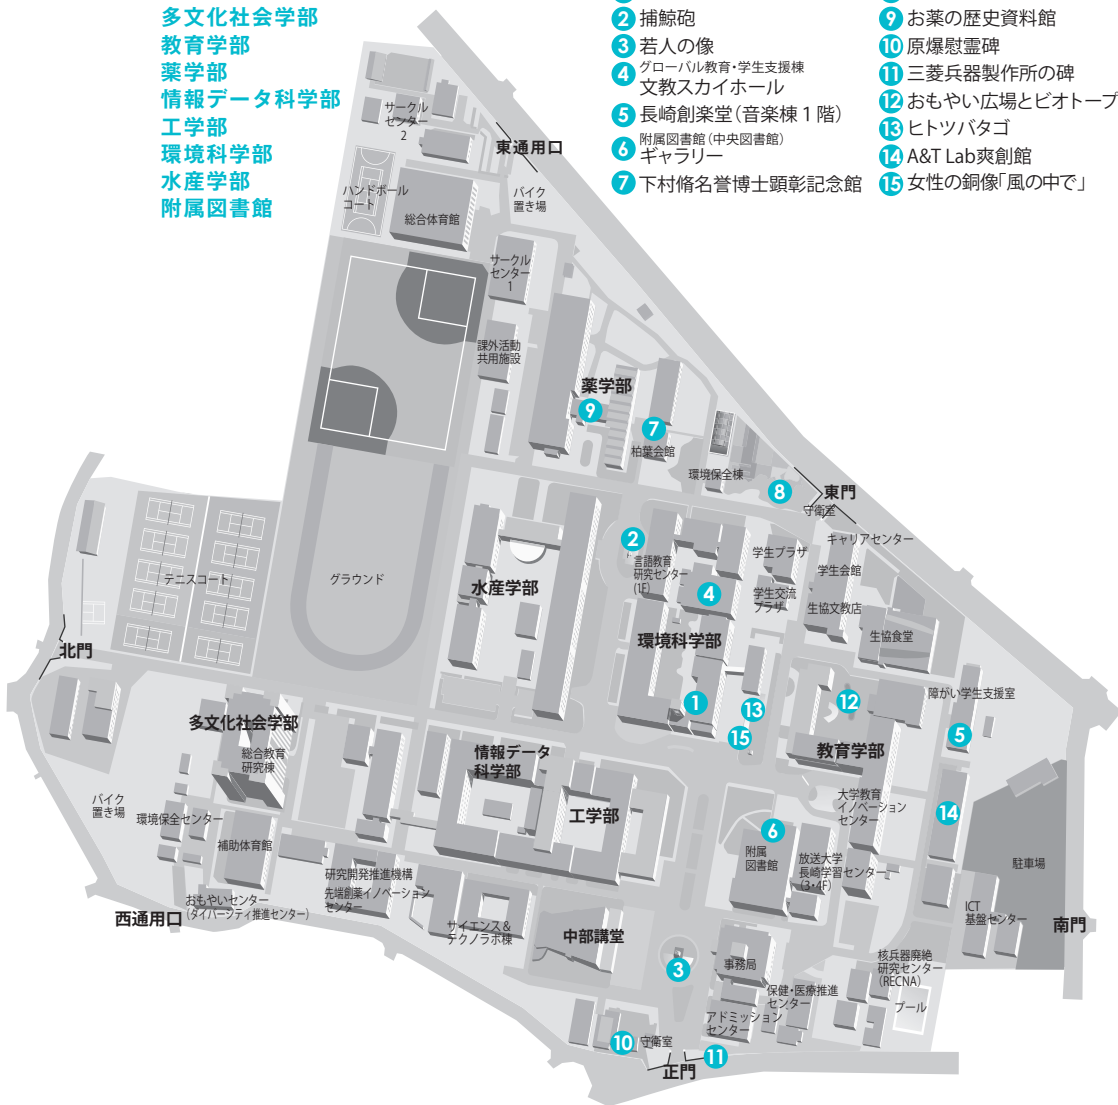 多文化社会学部
教育学部
薬学部
情報データ科学部
工学部
環境科学部
水産学部
附属図書館
2 捕鯨砲
3 若人の像
4 グローバル教育・学生支援棟
文教スカイホール
5 長崎創楽堂（音楽棟1階）
6 附属図書館（中央図書館）
ギャラリー
7 下村脩名誉博士顕彰記念館
9 お薬の歴史資料館
10 原爆慰霊碑
11 三菱兵器製作所の碑
12 おもやい広場とビオトープ
13 ヒトツバタゴ
14 A&T Lab爽創館
15 女性の銅像「風の中で」
サークル
センター
2
東通用口
ハンドボール
コート
バイク
置き場
総合体育館
サークル
センター
1
課外活動
共用施設
薬学部
9
7
柏葉会館
環境保全棟
8
東門
守衛室
キャリアセンター
2
言語教育
研究センター
(1F)
学生プラザ
学生会館
テニスコート
グラウンド
水産学部
4
学生交流
プラザ
生協文教店
生協食堂
環境科学部
北門
障がい学生支援室
1
13
12
15
5
多文化社会学部
総合教育
研究棟
情報データ
科学部
教育学部
バイク
置き場
環境保全センター
工学部
大学教育
イノベーション
センター
14
6
補助体育館
附属
図書館
放送大学
長崎学習センター
(3・4F)
駐車場
研究開発推進機構
先端創薬イノベーション
センター
おもやいセンター
(ダイバーシティ推進センター)
西通用口
サイエンス＆
テクノラボ棟
中部講堂
ICT
基盤センター
南門
3
事務局
核兵器廃絶
研究センター
(RECNA)
保健・医療推進
センター
プール
アドミッション
センター
10
守衛室
11
正門